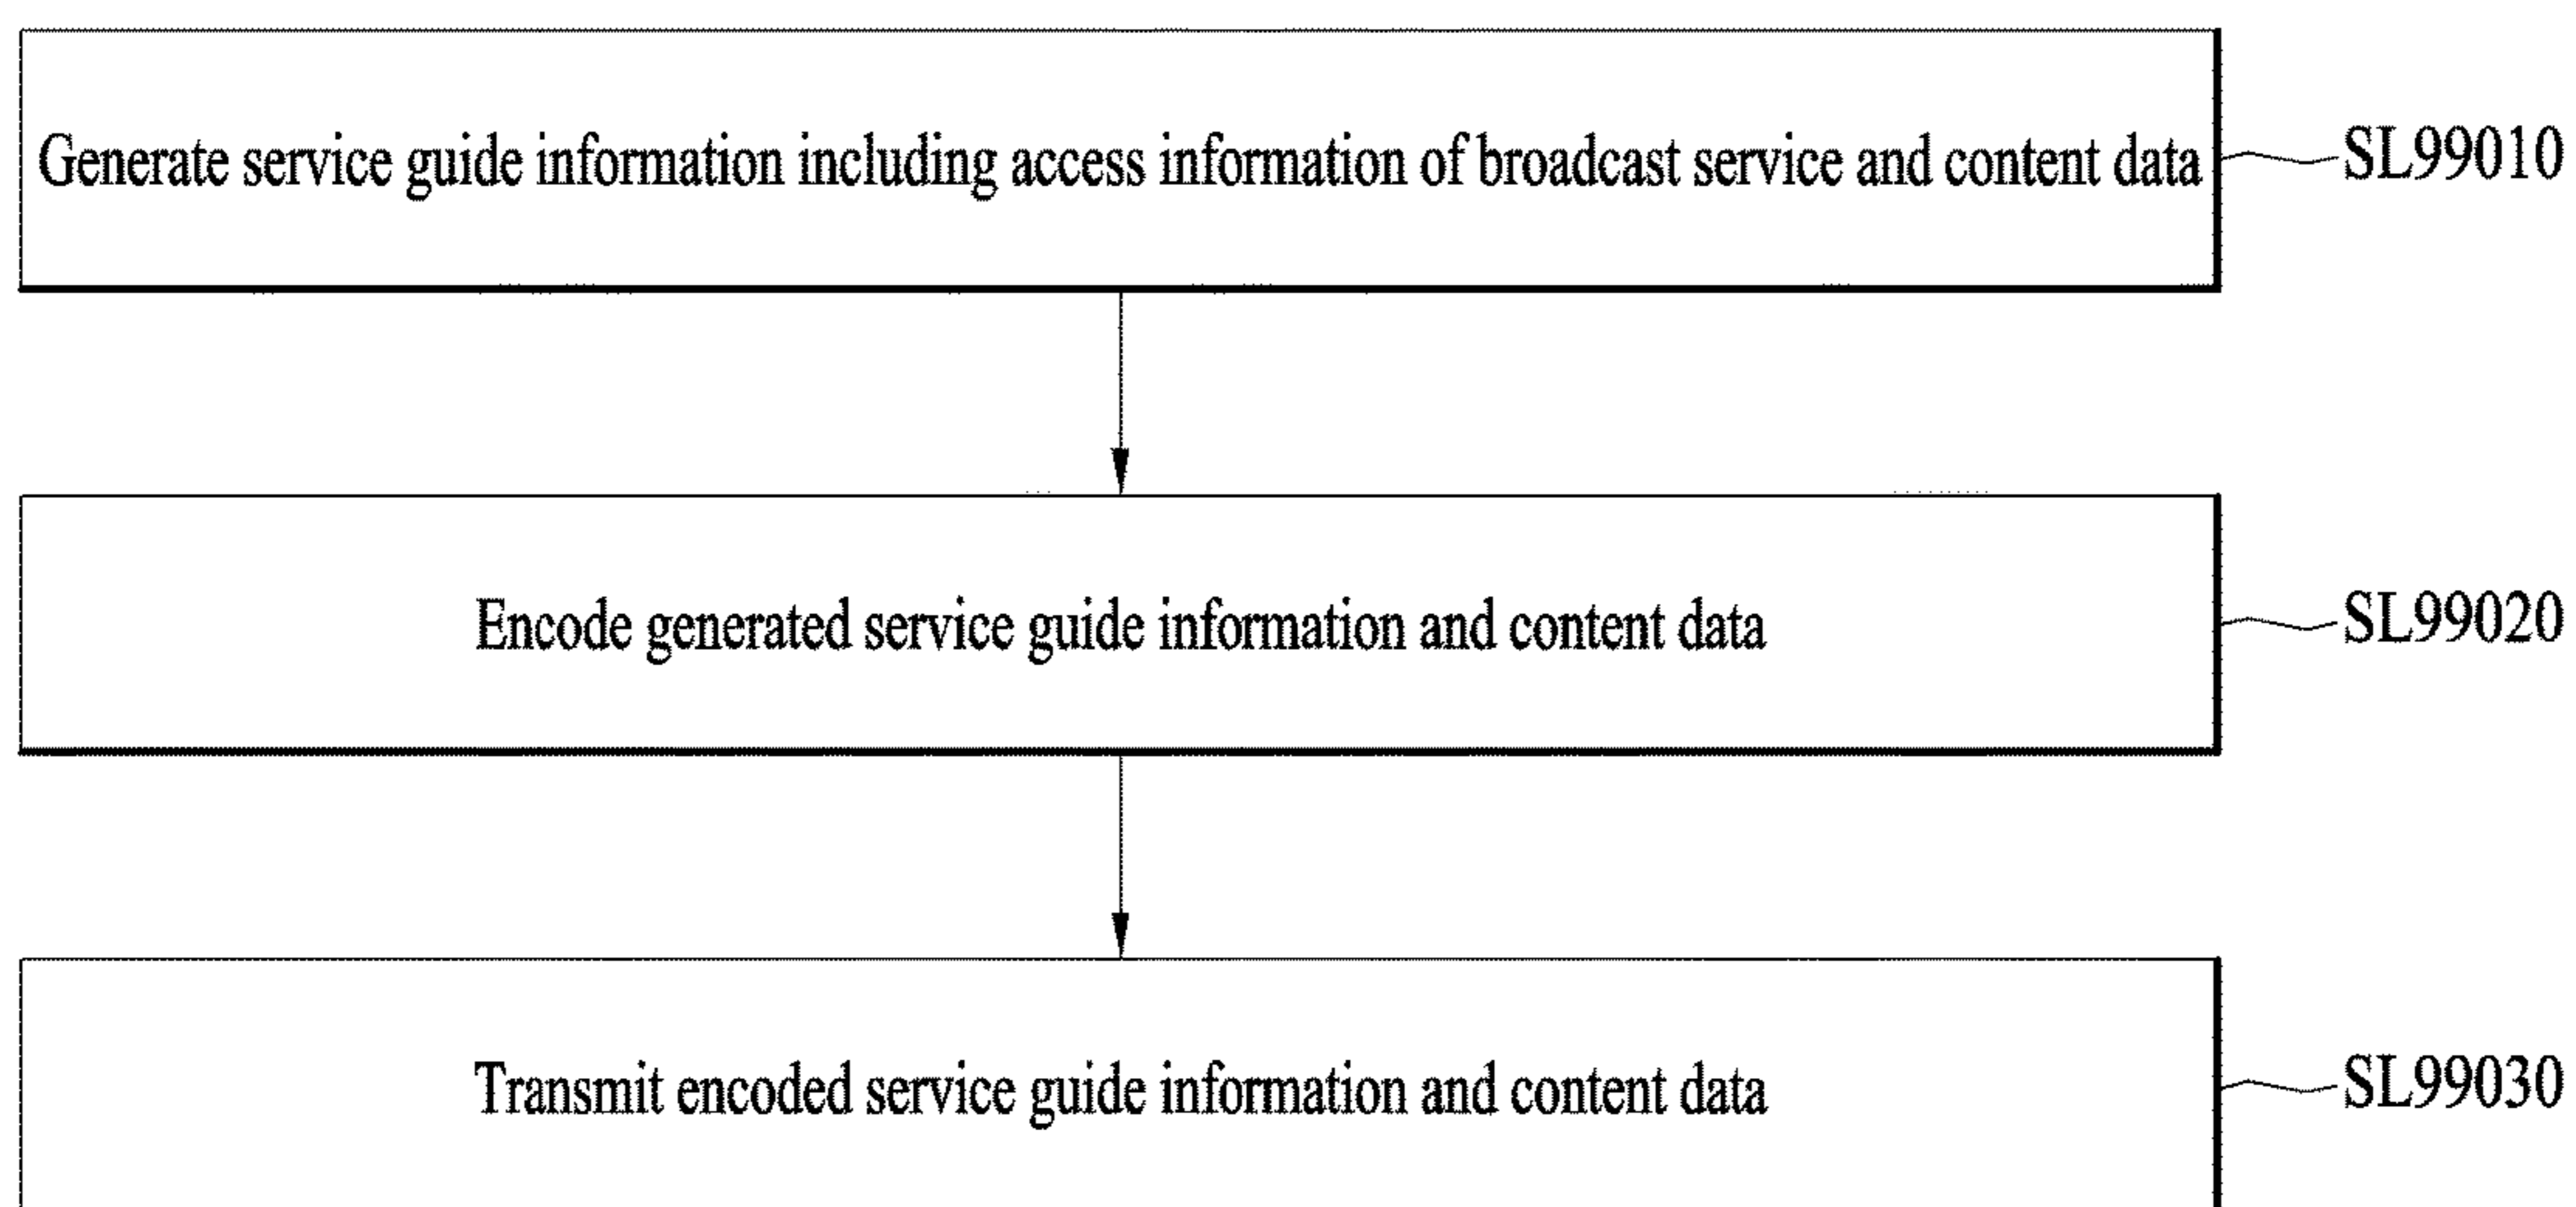 Generate service guide information including access information of broadcast service and content data
SL99010
Encode generated service guide information and content data
SL99020
Transmit encoded service guide information and content data
SL99030